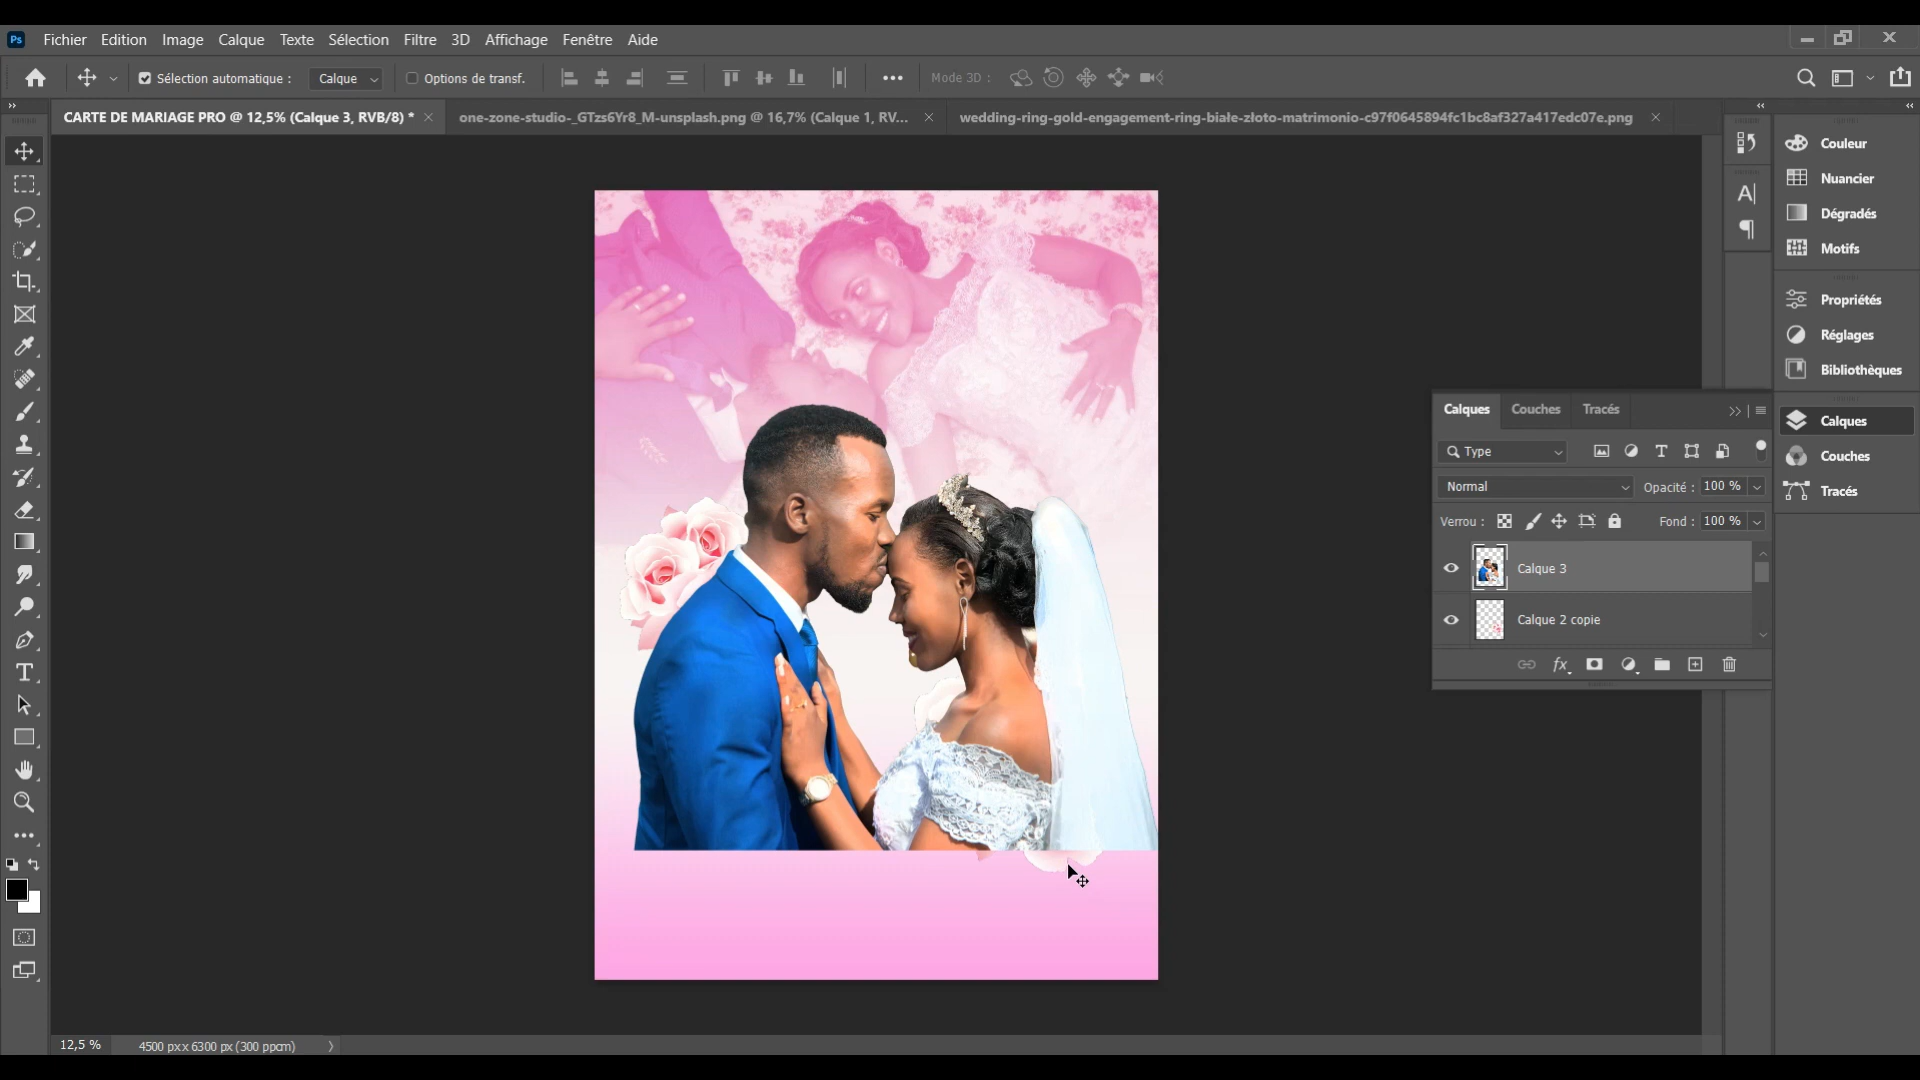 Ps Fichier Edition Image Calque Texte Sélection Filtre 3D Affichage Fenêtre Aide
Sélection automatique : Calque Options de transf. Mode 3D :
CARTE DE MARIAGE PRO @ 12,5% (Calque 3, RVB/8) * one-zone-studio-_GTzs6Yr8_M-unsplash.png @ 16,7% (Calque 1, RV... wedding-ring-gold-engagement-ring-białe-złoto-matrimonio-c97f0645894fc1bc8af327a417edc07e.png
Couleur
Nuancier
Dégradés
Motifs
Propriétés
Réglages
Bibliothèques
Calques
Couches
Tracés
Calques Couches Tracés
Type
Normal Opacité : 100 %
Verrou : Fond : 100 %
Calque 3
Calque 2 copie
fx
12,5 % 4500 px x 6300 px (300 ppcm)